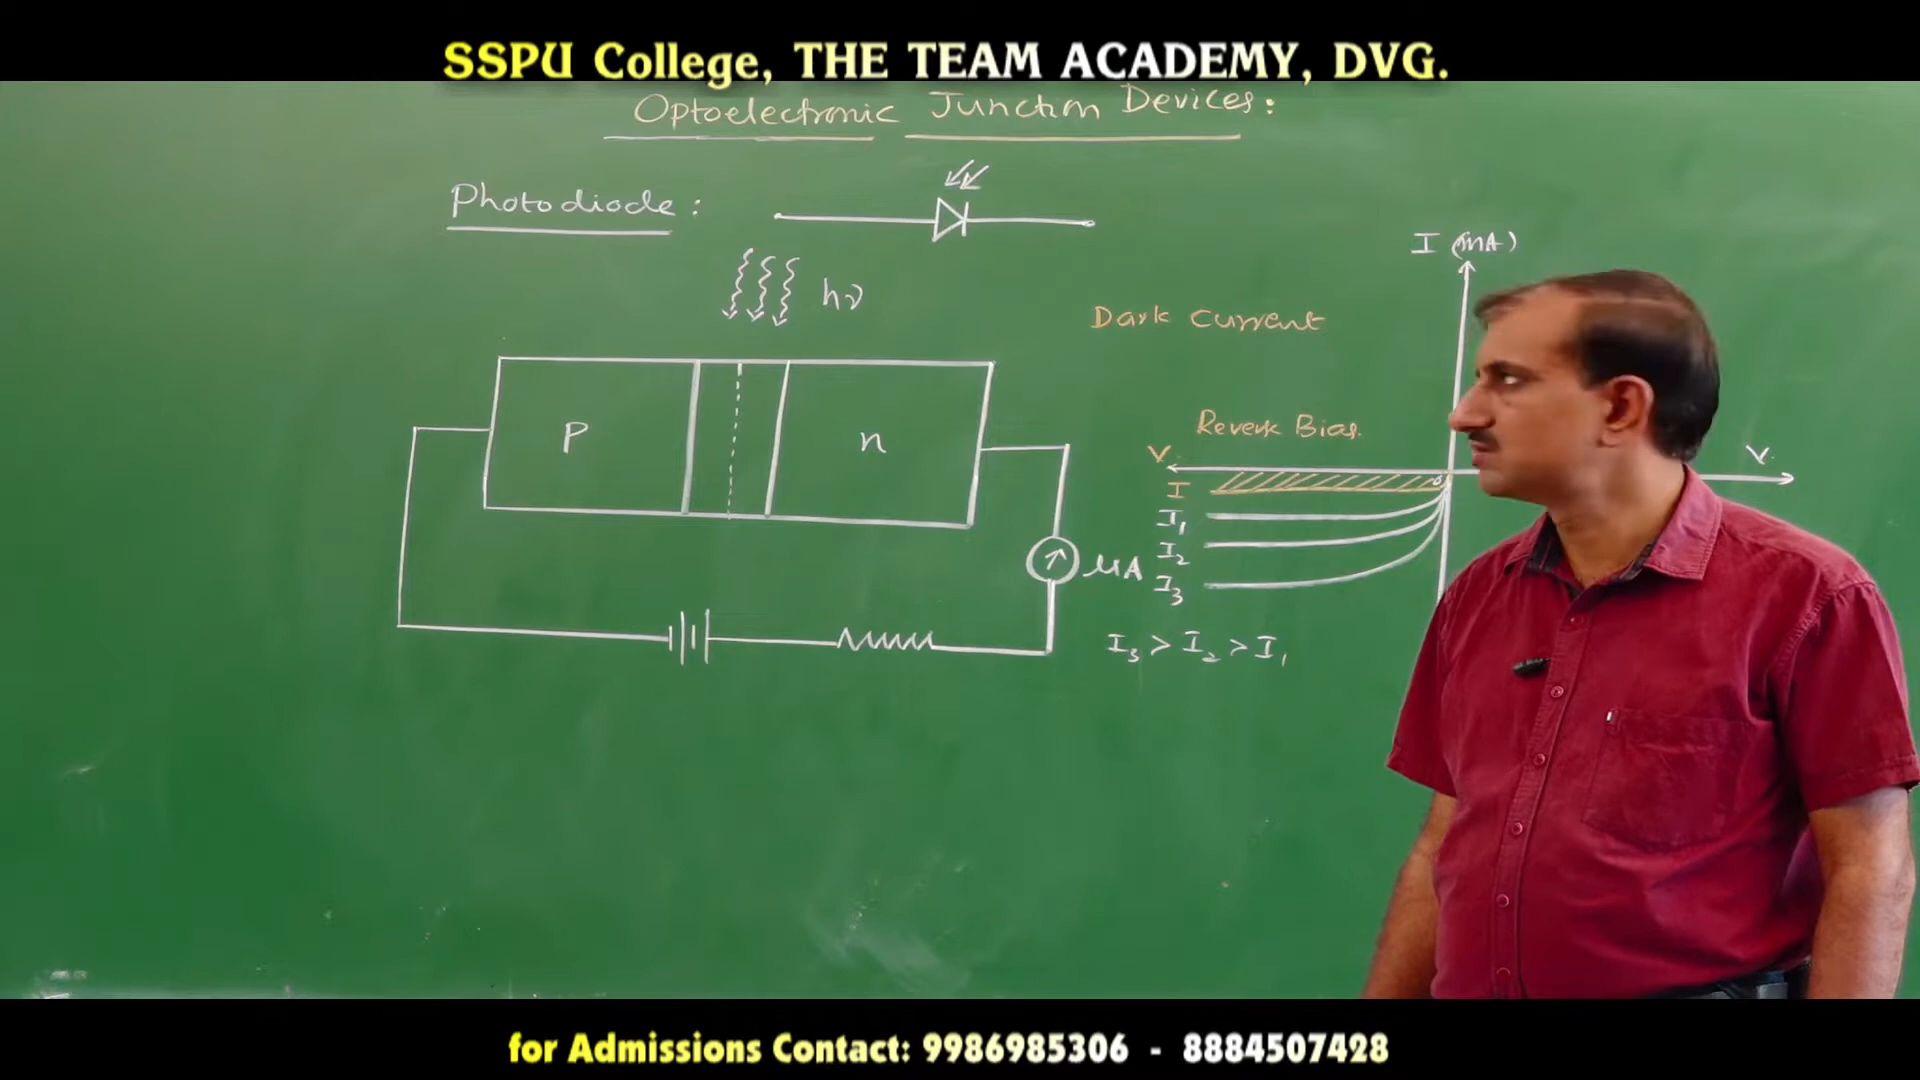 SSPU College, THE TEAM ACADEMY, DVG.
Optoelectronic Junction Devices:
Photodiode:
hν
I (mA)
Dark Current
P
n
Reverse Bias.
V.
V.
I
I₁
I₂
I₃
μA
I₃ > I₂ > I₁
for Admissions Contact: 9986985306 - 8884507428